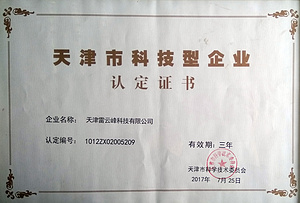 天津市科技型企业
认定证书
企业名称： 天津雷云峰科技有限公司
认定编号： 1012ZX02005209
有效期：三年
天津市科学技术委员会
2017年 7月 25日